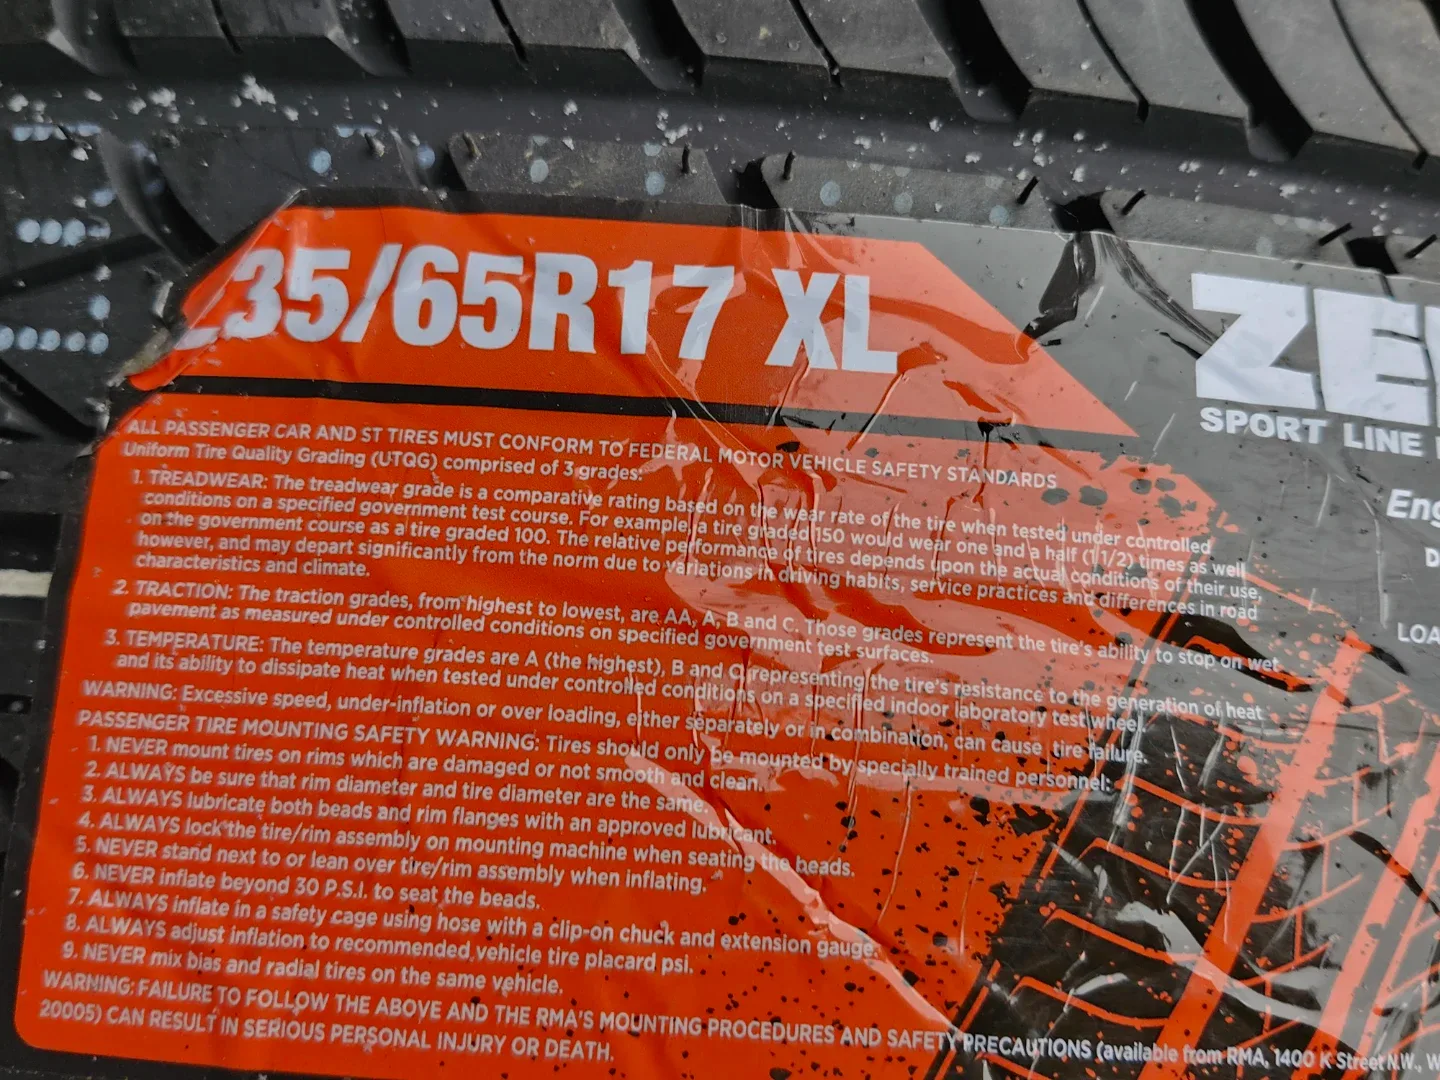 35/65R17 XL
ZE
SPORT LINE
Eng
D
LOA
ALL PASSENGER CAR AND ST TIRES MUST CONFORM TO FEDERAL MOTOR VEHICLE SAFETY STANDARDS
Uniform Tire Quality Grading (UTQG) comprised of 3 grades:
1. TREADWEAR: The treadwear grade is a comparative rating based on the wear rate of the tire when tested under controlled
conditions on a specified government test course. For example, a tire graded 150 would wear one and a half (1 1/2) times as well
on the government course as a tire graded 100. The relative performance of tires depends upon the actual conditions of their use,
however, and may depart significantly from the norm due to variations in driving habits, service practices and differences in road
characteristics and climate.
2. TRACTION: The traction grades, from highest to lowest, are AA, A, B and C. Those grades represent the tire's ability to stop on wet
pavement as measured under controlled conditions on specified government test surfaces.
3. TEMPERATURE: The temperature grades are A (the highest), B and C, representing the tire's resistance to the generation of heat
and its ability to dissipate heat when tested under controlled conditions on a specified indoor laboratory test wheel.
WARNING: Excessive speed, under-inflation or over loading, either separately or in combination, can cause tire failure.
PASSENGER TIRE MOUNTING SAFETY WARNING: Tires should only be mounted by specially trained personnel:
1. NEVER mount tires on rims which are damaged or not smooth and clean.
2. ALWAYS be sure that rim diameter and tire diameter are the same.
3. ALWAYS lubricate both beads and rim flanges with an approved lubricant.
4. ALWAYS lock the tire/rim assembly on mounting machine when seating the beads.
5. NEVER stand next to or lean over tire/rim assembly when inflating.
6. NEVER inflate beyond 30 P.S.I. to seat the beads.
7. ALWAYS inflate in a safety cage using hose with a clip-on chuck and extension gauge.
8. ALWAYS adjust inflation to recommended vehicle tire placard psi.
9. NEVER mix bias and radial tires on the same vehicle.
WARNING: FAILURE TO FOLLOW THE ABOVE AND THE RMA'S MOUNTING PROCEDURES AND SAFETY PRECAUTIONS (available from RMA, 1400 K Street N.W., W
20005) CAN RESULT IN SERIOUS PERSONAL INJURY OR DEATH.